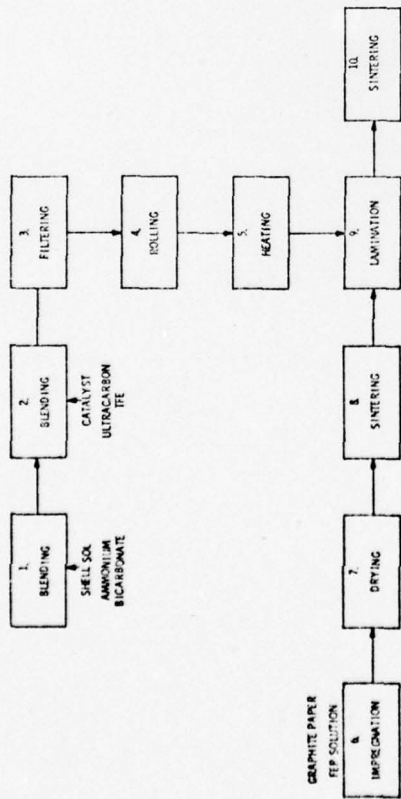 1.
BLENDING
SHELL SOL
AMMONIUM
BICARBONATE
2.
BLENDING
CATALYST
ULTRACARBON
TFE
3.
FILTERING
4.
ROLLING
5.
HEATING
GRAPHITE PAPER
FEP SOLUTION
6.
IMPREGNATION
7.
DRYING
8.
SINTERING
9.
LAMINATION
10.
SINTERING